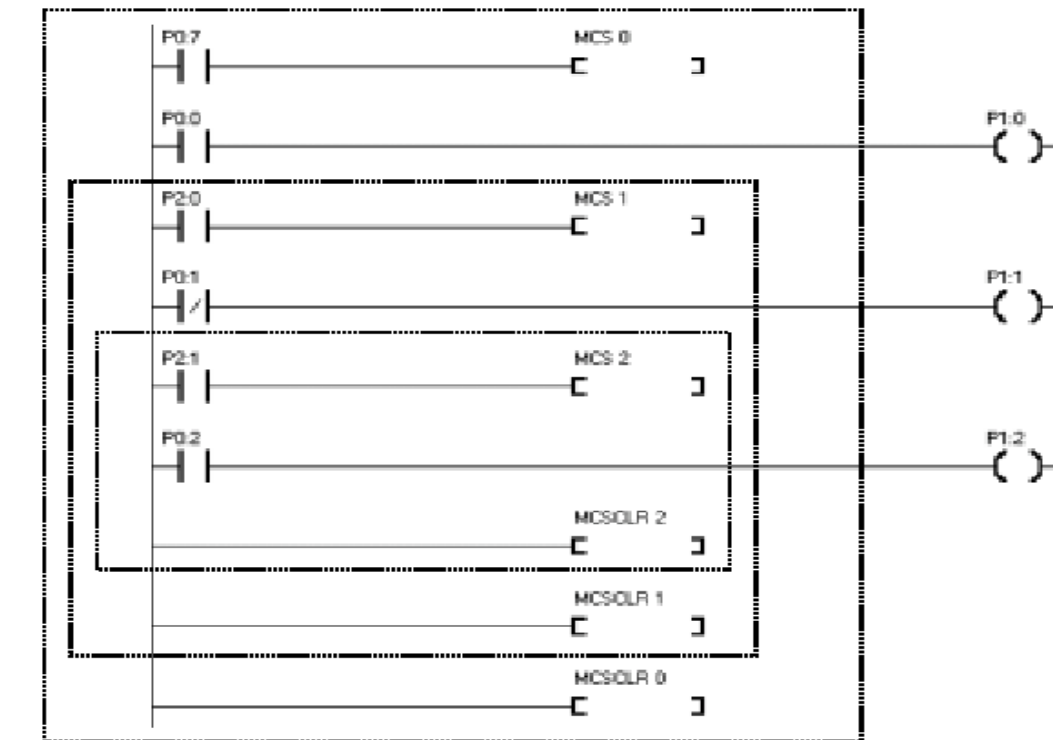 P0:7 MCS 0
P0:0 P1:0
P2:0 MCS 1
P0:1 P1:1
P2:1 MCS 2
P0:2 P1:2
MCSCLR 2
MCSCLR 1
MCSCLR 0